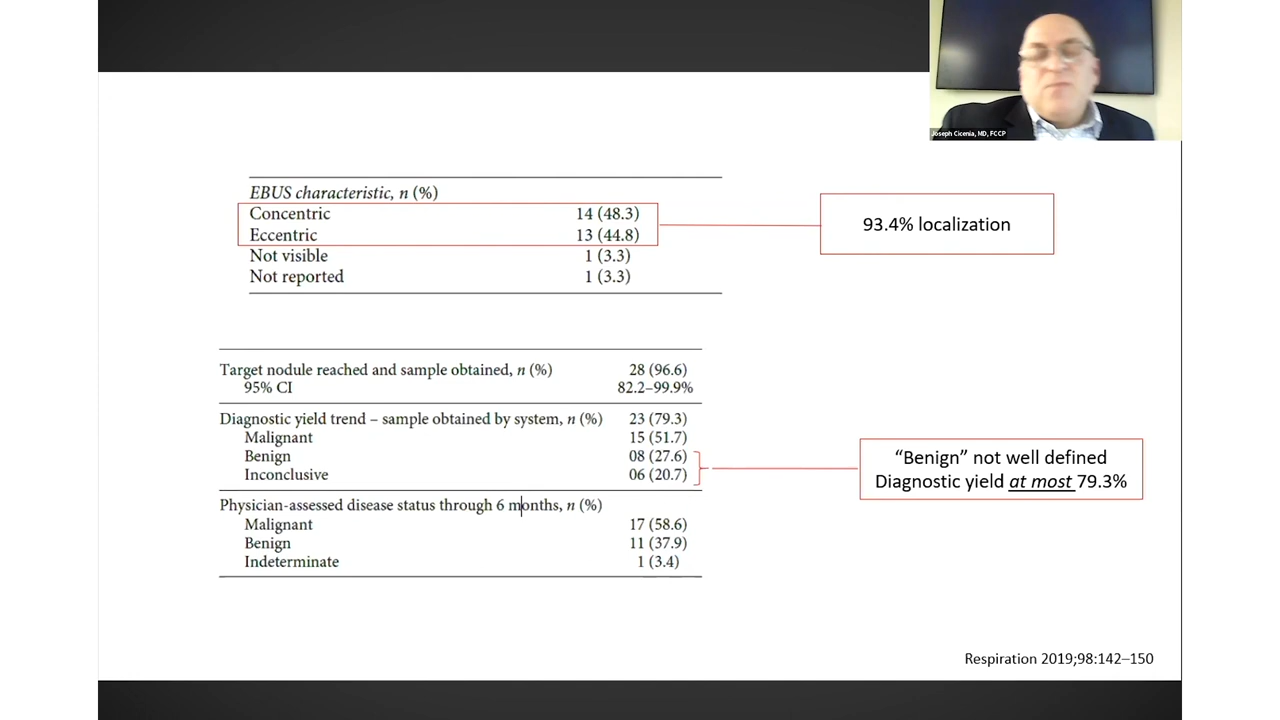 Joseph Cicenia, MD, FCCP
EBUS characteristic, n (%)
Concentric 14 (48.3)
Eccentric 13 (44.8)
Not visible 1 (3.3)
Not reported 1 (3.3)
93.4% localization
Target nodule reached and sample obtained, n (%) 28 (96.6)
95% CI 82.2–99.9%
Diagnostic yield trend – sample obtained by system, n (%) 23 (79.3)
Malignant 15 (51.7)
Benign 08 (27.6)
Inconclusive 06 (20.7)
Physician-assessed disease status through 6 months, n (%)
Malignant 17 (58.6)
Benign 11 (37.9)
Indeterminate 1 (3.4)
“Benign” not well defined
Diagnostic yield at most 79.3%
Respiration 2019;98:142–150